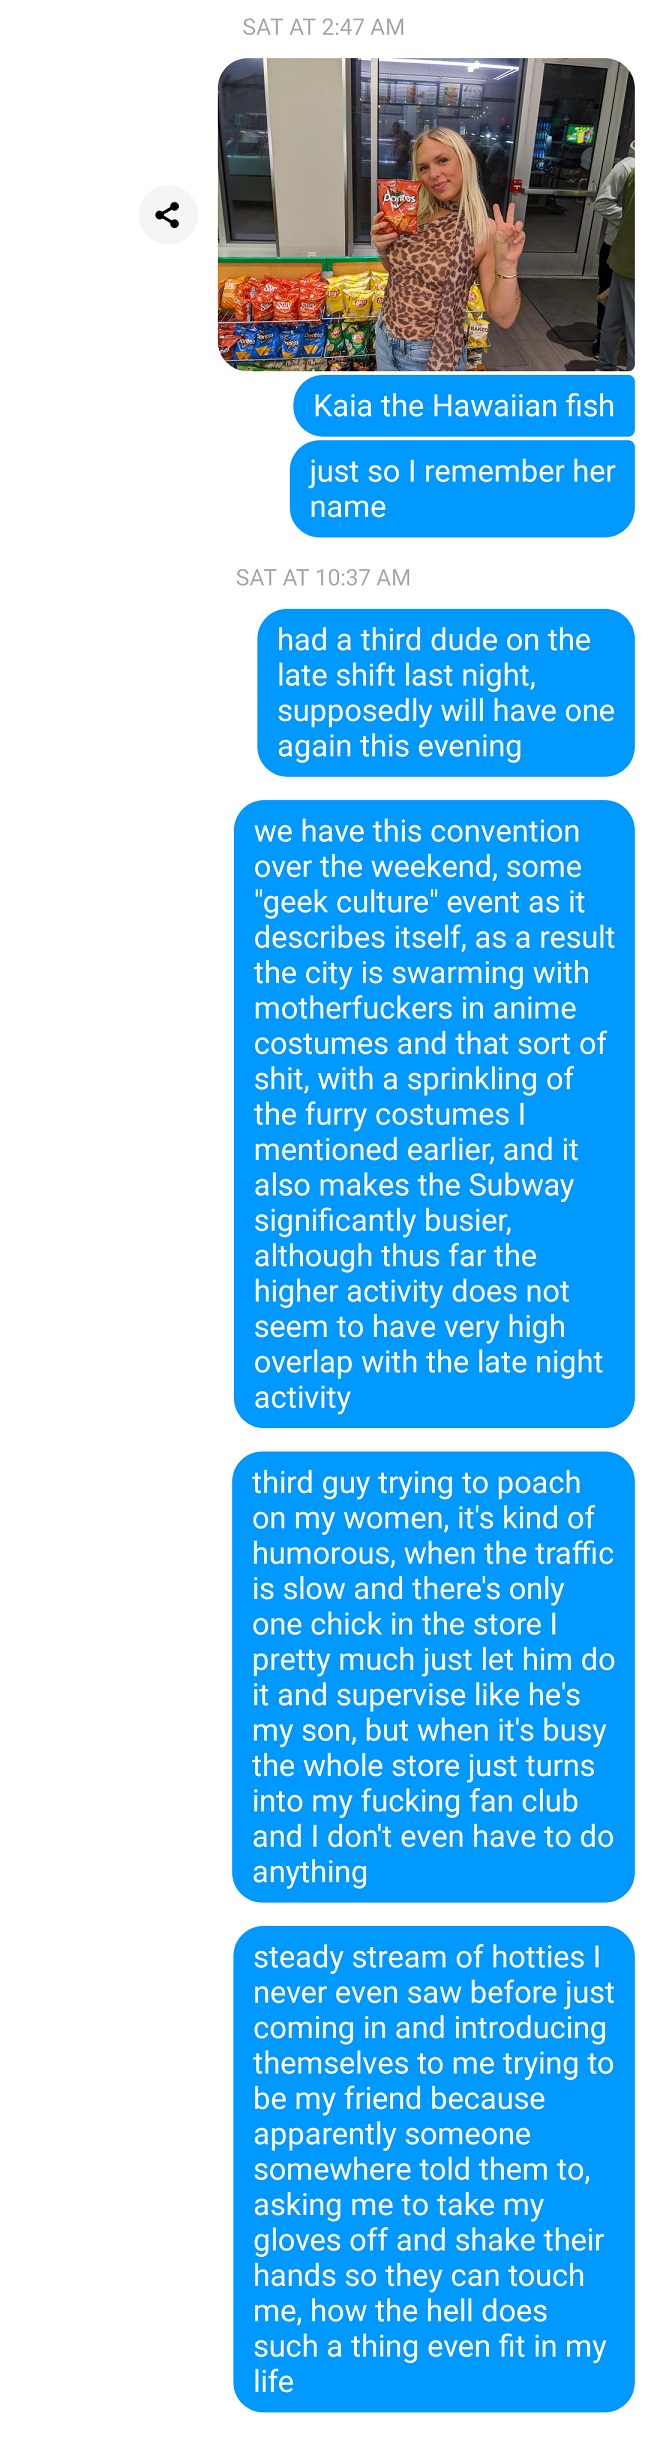 SAT AT 2:47 AM
Doritos
BAKED
Kaia the Hawaiian fish
just so I remember her
name
SAT AT 10:37 AM
had a third dude on the
late shift last night,
supposedly will have one
again this evening
we have this convention
over the weekend, some
"geek culture" event as it
describes itself, as a result
the city is swarming with
motherfuckers in anime
costumes and that sort of
shit, with a sprinkling of
the furry costumes I
mentioned earlier, and it
also makes the Subway
significantly busier,
although thus far the
higher activity does not
seem to have very high
overlap with the late night
activity
third guy trying to poach
on my women, it's kind of
humorous, when the traffic
is slow and there's only
one chick in the store I
pretty much just let him do
it and supervise like he's
my son, but when it's busy
the whole store just turns
into my fucking fan club
and I don't even have to do
anything
steady stream of hotties I
never even saw before just
coming in and introducing
themselves to me trying to
be my friend because
apparently someone
somewhere told them to,
asking me to take my
gloves off and shake their
hands so they can touch
me, how the hell does
such a thing even fit in my
life